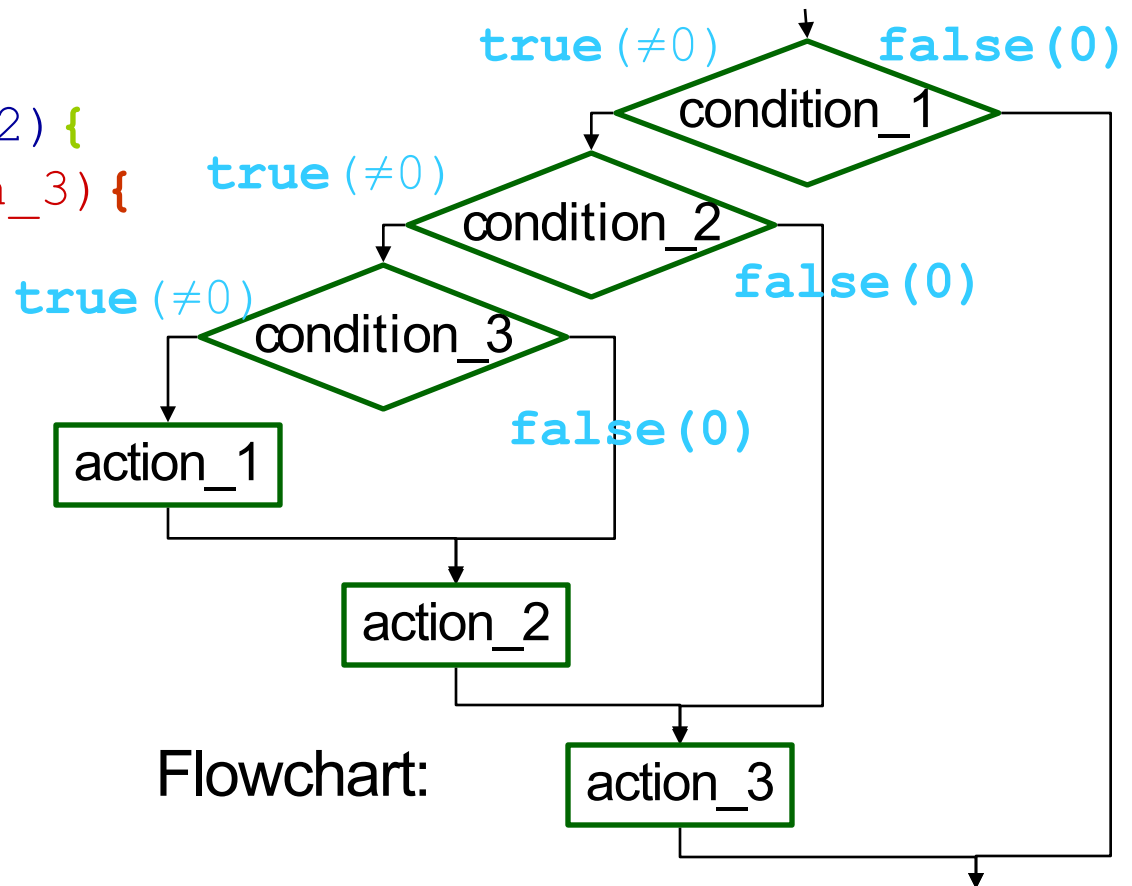 true(≠0) false(0)
condition_1
2){
true(≠0)
_3){
condition_2
false(0)
true(≠0)
condition_3
false(0)
action_1
action_2
Flowchart:
action_3